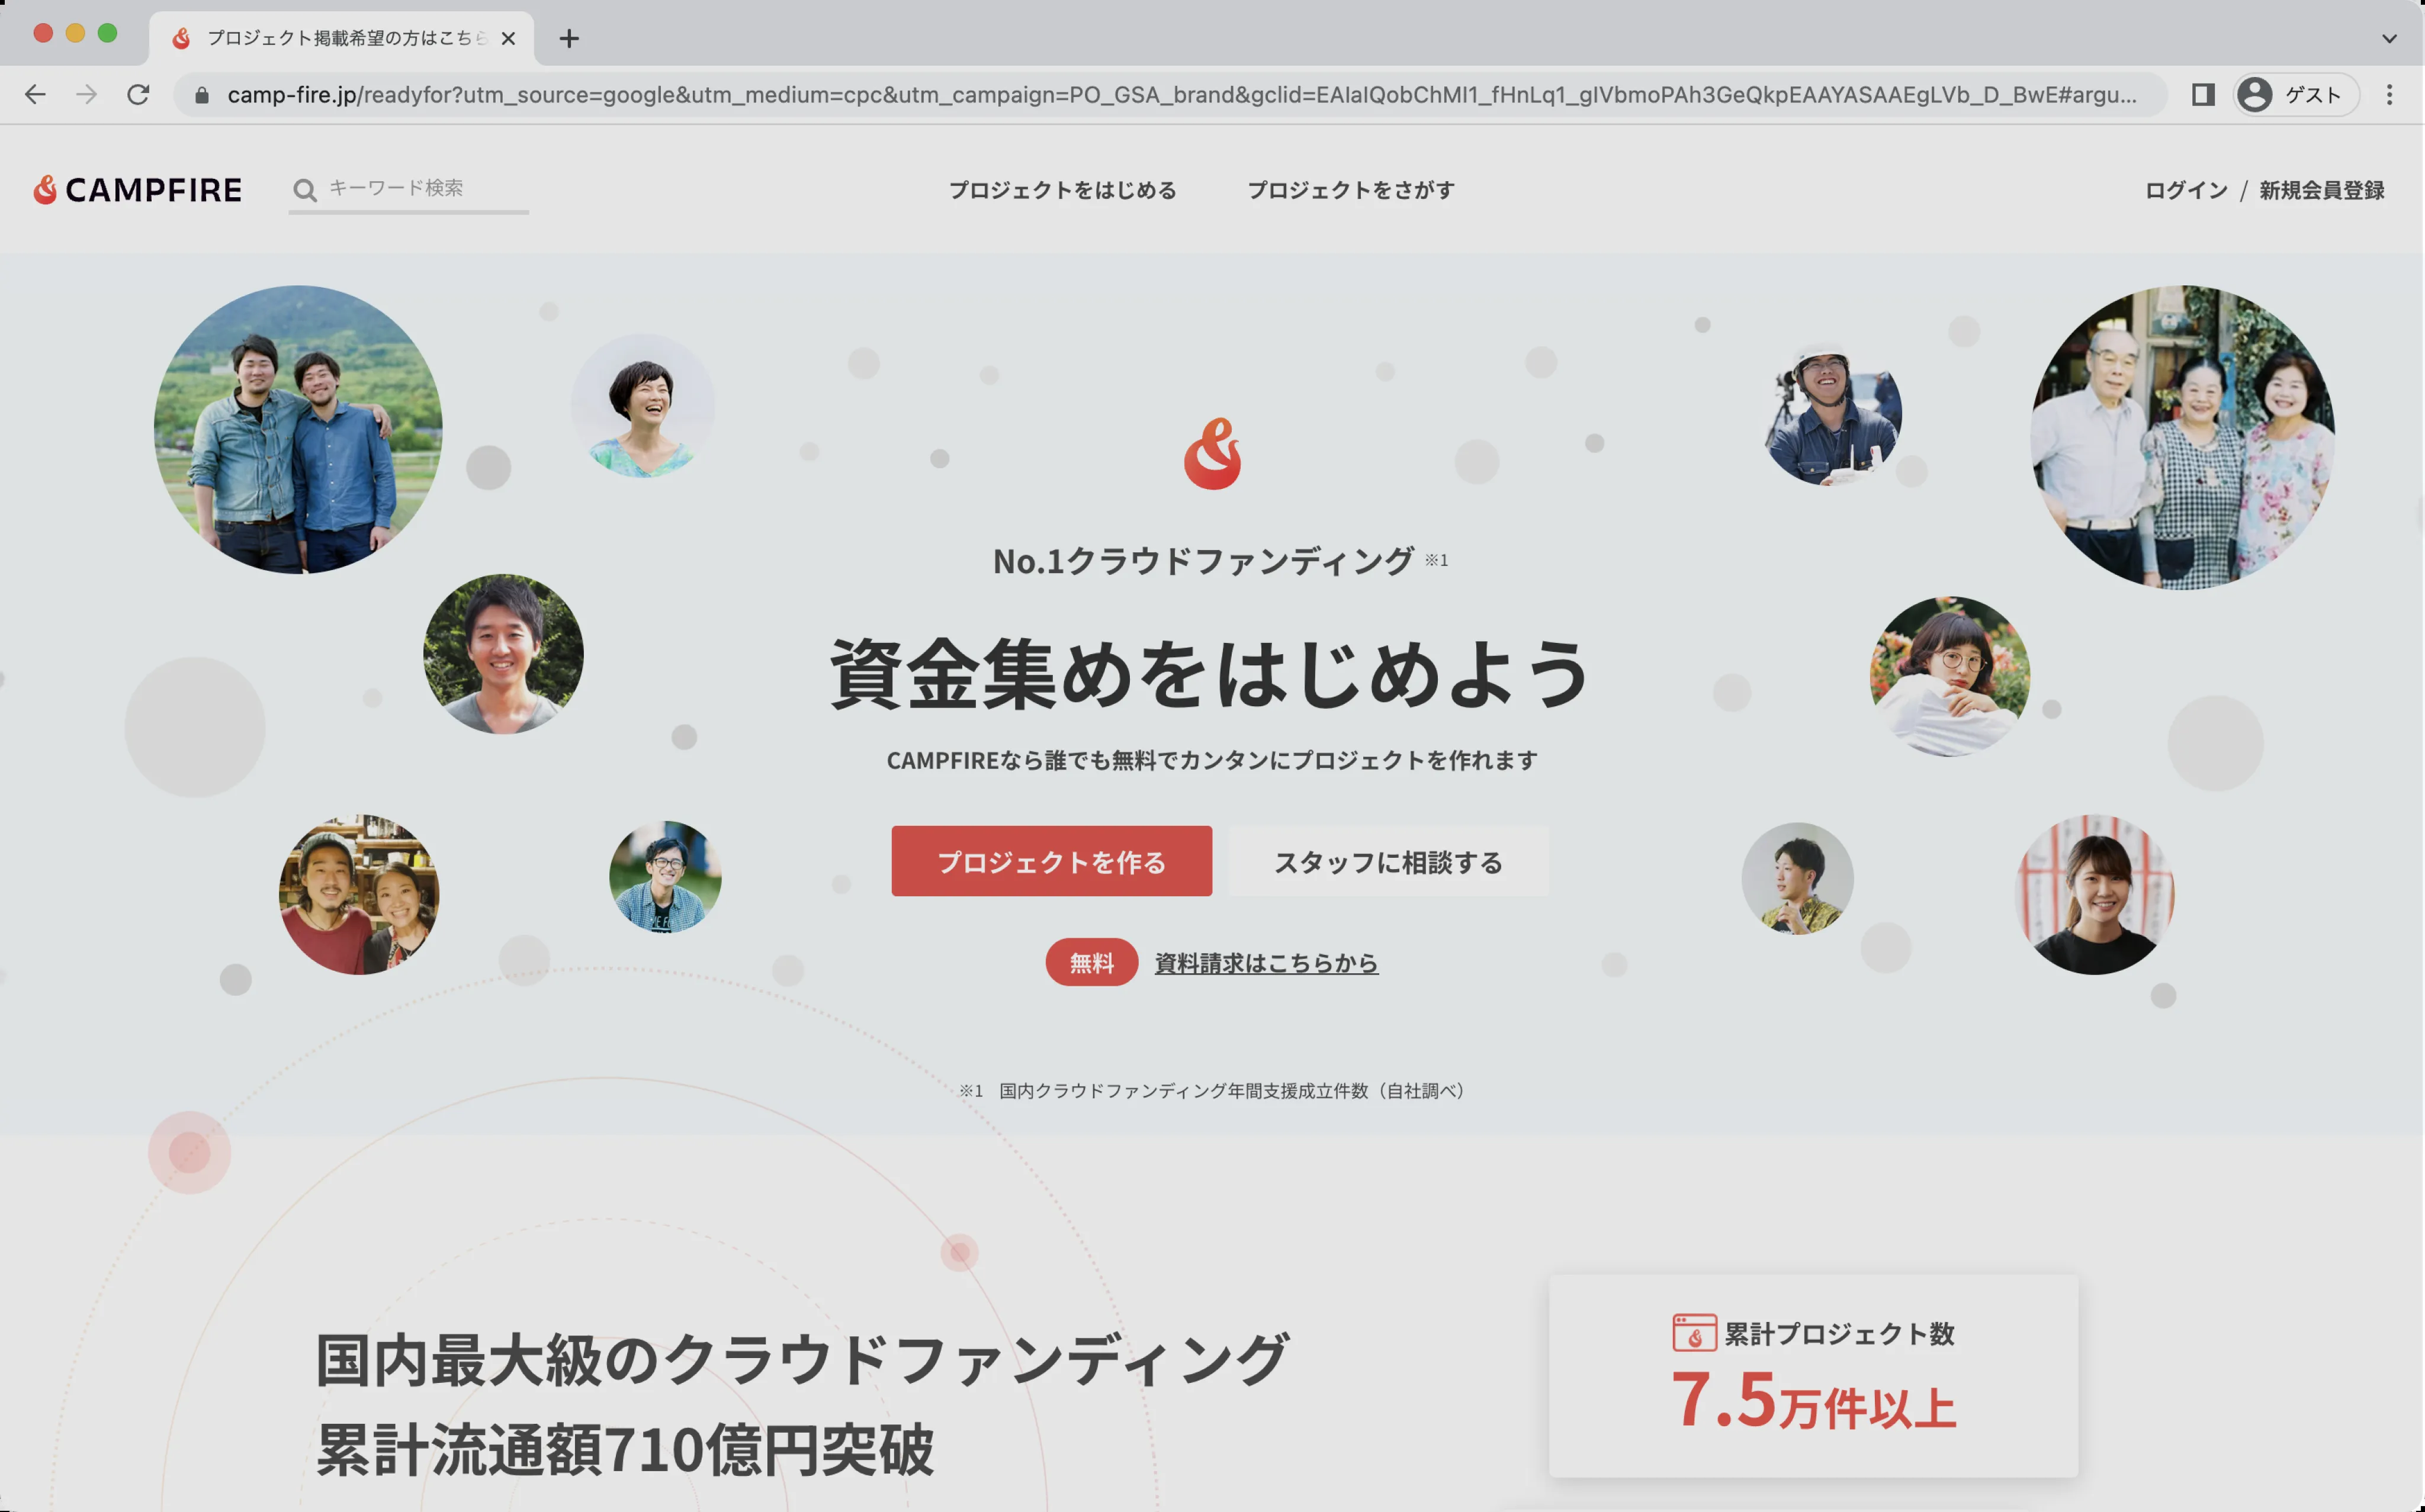 プロジェクト掲載希望の方はこちら
camp-fire.jp/readyfor?utm_source=google&utm_medium=cpc&utm_campaign=PO_GSA_brand&gclid=EAIaIQobChMI1_fHnLq1_gIVbmoPAh3GeQkpEAAYASAAEgLVb_D_BwE#argu...
ゲスト
CAMPFIRE
キーワード検索
プロジェクトをはじめる
プロジェクトをさがす
ログイン / 新規会員登録
No.1クラウドファンディング ※1
資金集めをはじめよう
CAMPFIREなら誰でも無料でカンタンにプロジェクトを作れます
プロジェクトを作る
スタッフに相談する
無料 資料請求はこちらから
※1 国内クラウドファンディング年間支援成立件数（自社調べ）
国内最大級のクラウドファンディング
累計流通額710億円突破
累計プロジェクト数
7.5万件以上